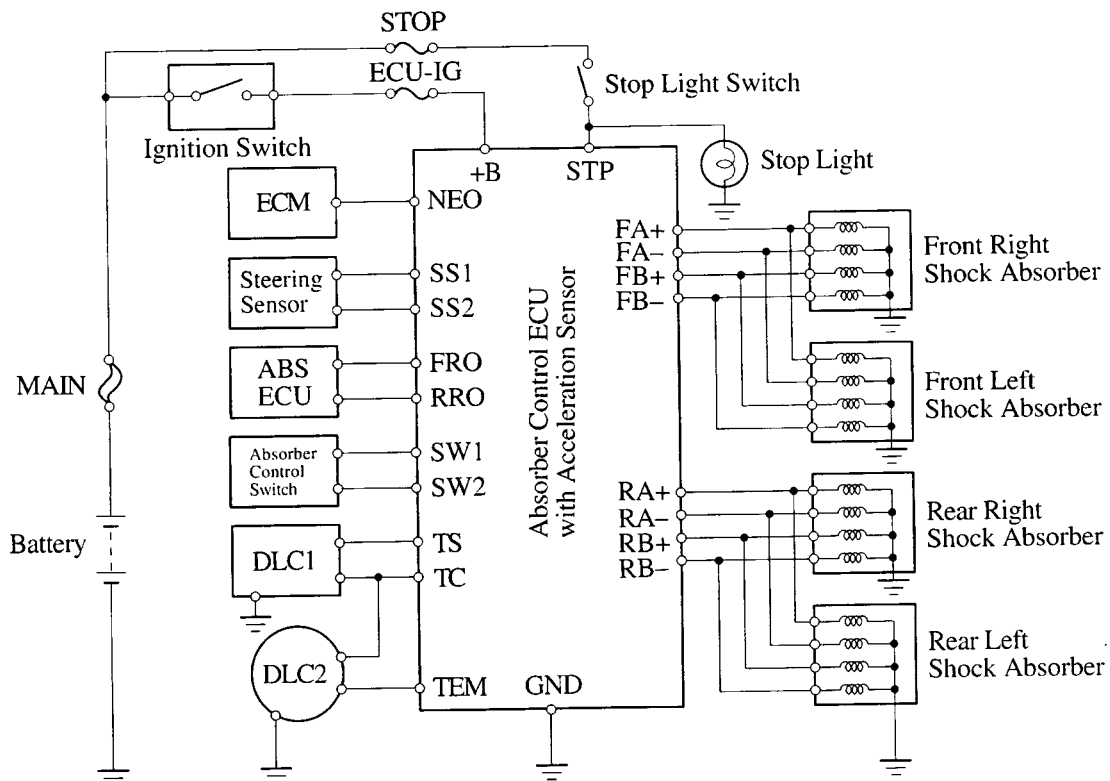 STOP
ECU-IG
Stop Light Switch
Ignition Switch
Stop Light
+B
STP
ECM
NEO
Steering
Sensor
SS1
SS2
ABS
ECU
FRO
RRO
Absorber
Control
Switch
SW1
SW2
DLC1
TS
TC
DLC2
TEM
GND
MAIN
Battery
Absorber Control ECU
with Acceleration Sensor
FA+
FA−
FB+
FB−
Front Right
Shock Absorber
Front Left
Shock Absorber
RA+
RA−
RB+
RB−
Rear Right
Shock Absorber
Rear Left
Shock Absorber